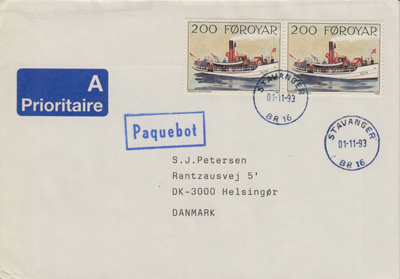 200 FØROYAR
200 FØROYAR
A
Prioritaire
STAVANGER
01-11-93
BR 16
STAVANGER
01-11-93
BR 16
Paquebot
S.J.Petersen
Rantzausvej 5'
DK-3000 Helsingør
DANMARK